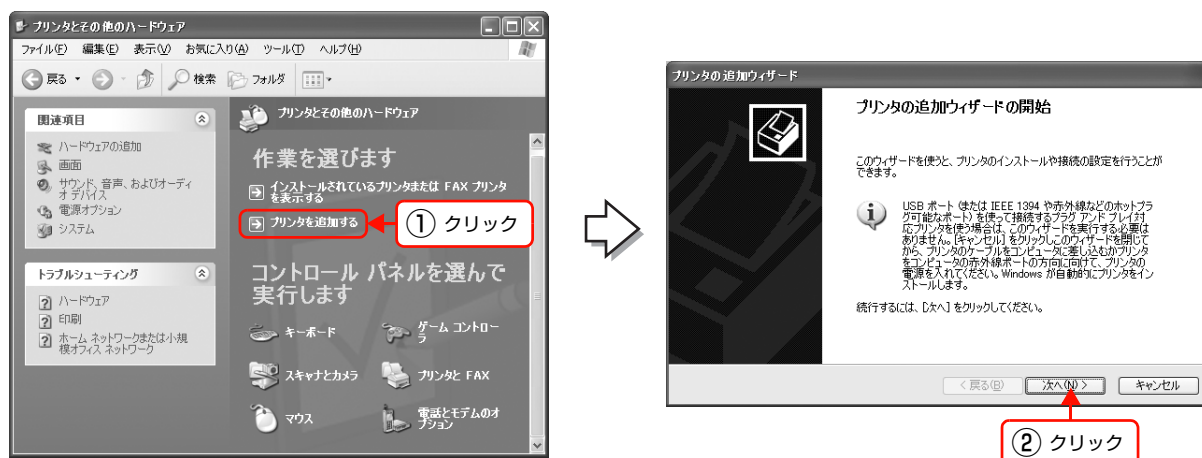 プリンタとその他のハードウェア
ファイル(F) 編集(E) 表示(V) お気に入り(A) ツール(T) ヘルプ(H)
戻る 検索 フォルダ
関連項目
ハードウェアの追加
画面
サウンド、音声、およびオーディ
オ デバイス
電源オプション
システム
トラブルシューティング
ハードウェア
印刷
ホーム ネットワークまたは小規
模オフィス ネットワーク
プリンタとその他のハードウェア
作業を選びます
インストールされているプリンタまたは FAX プリンタ
を表示する
プリンタを追加する
① クリック
コントロール パネルを選んで
実行します
キーボード
ゲーム コントロー
ラ
スキャナとカメラ
プリンタと FAX
マウス
電話とモデムのオ
プション
プリンタの追加ウィザード
プリンタの追加ウィザードの開始
このウィザードを使うと、プリンタのインストールや接続の設定を行うことが
できます。
USB ポート (または IEEE 1394 や赤外線などのホットプラ
グ可能なポート) を使って接続するプラグ アンド プレイ対
応プリンタを使う場合は、このウィザードを実行する必要は
ありません。[キャンセル] をクリックしこのウィザードを閉じて
から、プリンタのケーブルをコンピュータに差し込むかプリンタ
をコンピュータの赤外線ポートの方向に向けて、プリンタの
電源を入れてください。Windows が自動的にプリンタをイン
ストールします。
続行するには、[次へ] をクリックしてください。
< 戻る(B) 次へ(N) > キャンセル
② クリック